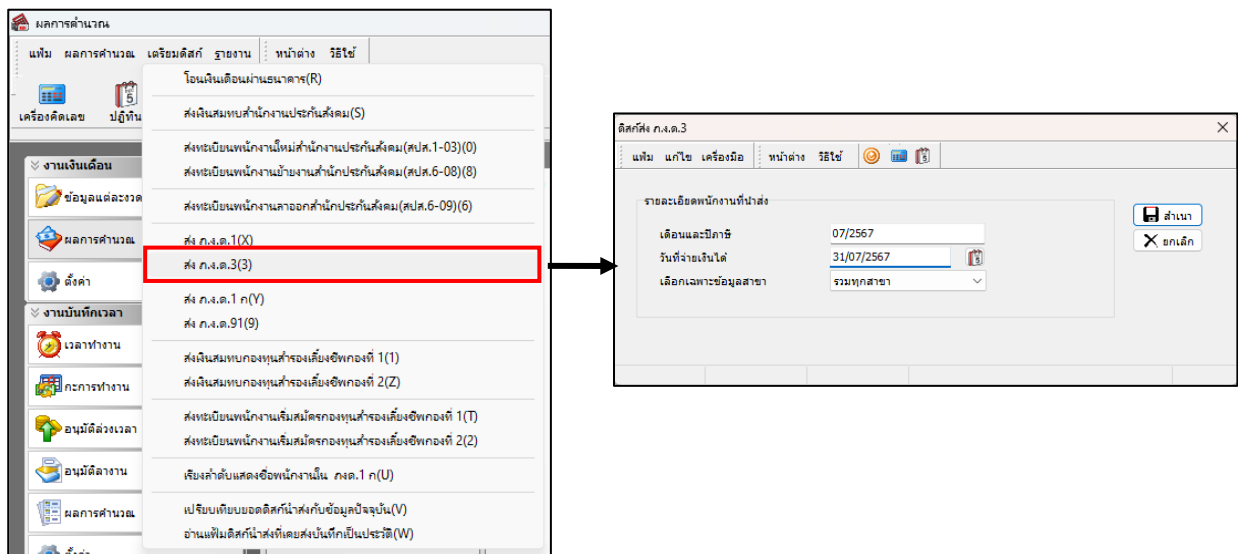 ผลการคำนวณ
แฟ้ม ผลการคำนวณ เตรียมดิสก์ รายงาน หน้าต่าง วิธีใช้
เครื่องคิดเลข ปฏิทิน
งานเงินเดือน
ข้อมูลแต่ละงวด
ผลการคำนวณ
ตั้งค่า
งานบันทึกเวลา
เวลาทำงาน
กะการทำงาน
อนุมัติล่วงเวลา
อนุมัติลางาน
ผลการคำนวณ
ตั้งค่า
โอนเงินเดือนผ่านธนาคาร(R)
ส่งเงินสมทบสำนักงานประกันสังคม(S)
ส่งทะเบียนพนักงานใหม่สำนักงานประกันสังคม(สปส.1-03)(0)
ส่งทะเบียนพนักงานย้ายงานสำนักประกันสังคม(สปส.6-08)(8)
ส่งทะเบียนพนักงานลาออกสำนักประกันสังคม(สปส.6-09)(6)
ส่ง ภ.ง.ด.1(X)
ส่ง ภ.ง.ด.3(3)
ส่ง ภ.ง.ด.1 ก(Y)
ส่ง ภ.ง.ด.91(9)
ส่งเงินสมทบกองทุนสำรองเลี้ยงชีพกองที่ 1(1)
ส่งเงินสมทบกองทุนสำรองเลี้ยงชีพกองที่ 2(Z)
ส่งทะเบียนพนักงานเริ่มสมัครกองทุนสำรองเลี้ยงชีพกองที่ 1(T)
ส่งทะเบียนพนักงานเริ่มสมัครกองทุนสำรองเลี้ยงชีพกองที่ 2(2)
เรียงลำดับแสดงชื่อพนักงานใน ภงด.1 ก(U)
เปรียบเทียบยอดดิสก์นำส่งกับข้อมูลปัจจุบัน(V)
อ่านแฟ้มดิสก์นำส่งที่เคยส่งบันทึกเป็นประวัติ(W)
ดิสก์ส่ง ภ.ง.ด.3
แฟ้ม แก้ไข เครื่องมือ หน้าต่าง วิธีใช้
รายละเอียดพนักงานที่นำส่ง
เดือนและปีภาษี 07/2567
วันที่จ่ายเงินได้ 31/07/2567
เลือกเฉพาะข้อมูลสาขา รวมทุกสาขา
สำเนา
ยกเลิก